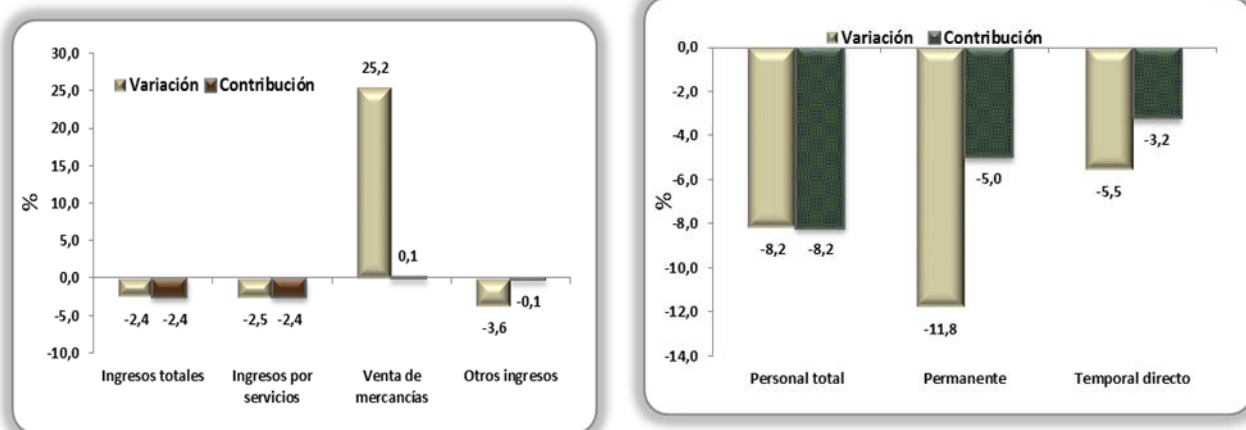 30,0
25,0
20,0
15,0
10,0
5,0
0,0
-5,0
-10,0
%
Variación Contribución
25,2
0,1
-2,4 -2,4
-2,5 -2,4
-3,6
-0,1
Ingresos totales
Ingresos por
servicios
Venta de
mercancías
Otros ingresos
Variación Contribución
0,0
-2,0
-4,0
-6,0
-8,0
-10,0
-12,0
-14,0
%
-8,2 -8,2
-11,8
-5,0
-5,5
-3,2
Personal total
Permanente
Temporal directo